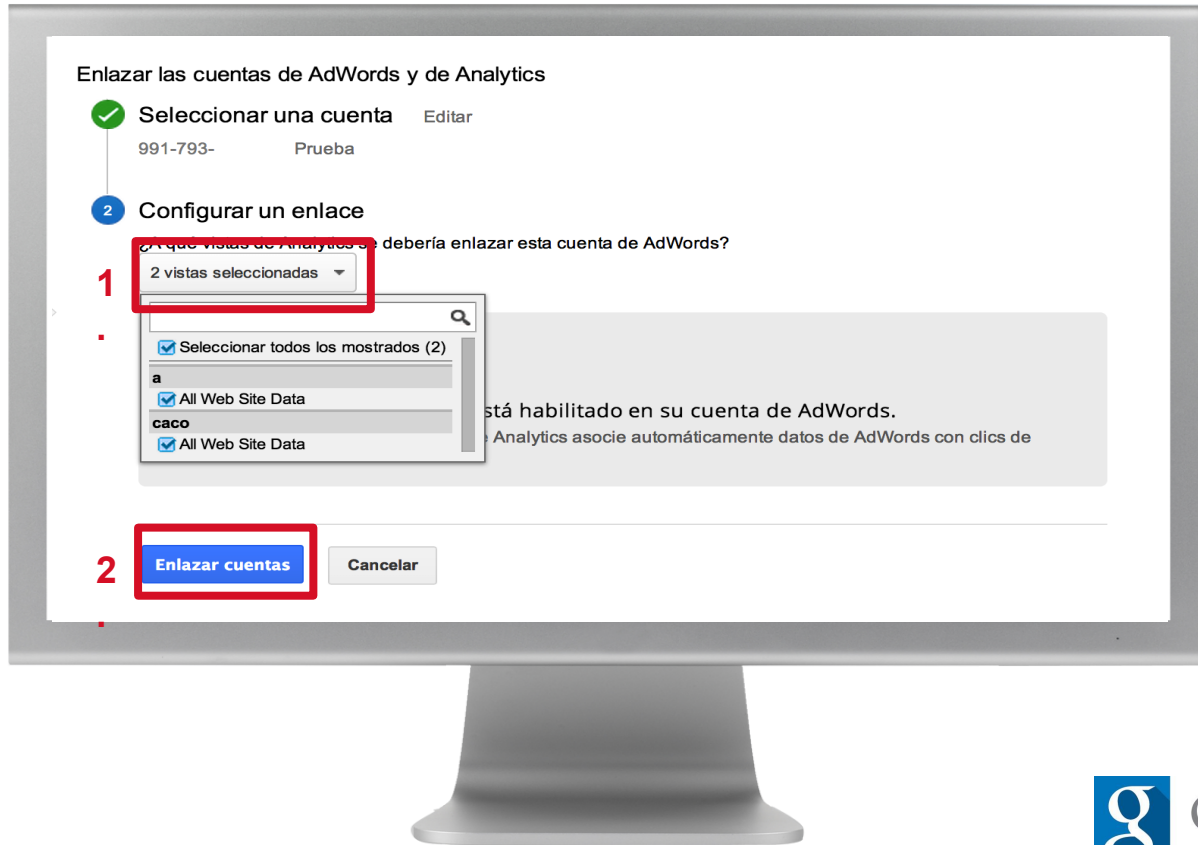 Enlazar las cuentas de AdWords y de Analytics
Seleccionar una cuenta Editar
991-793- Prueba
2 Configurar un enlace
¿A qué vistas de Analytics se debería enlazar esta cuenta de AdWords?
1.
2 vistas seleccionadas
Seleccionar todos los mostrados (2)
a
All Web Site Data
caco
All Web Site Data
stá habilitado en su cuenta de AdWords.
Analytics asocie automáticamente datos de AdWords con clics de
2.
Enlazar cuentas Cancelar
g